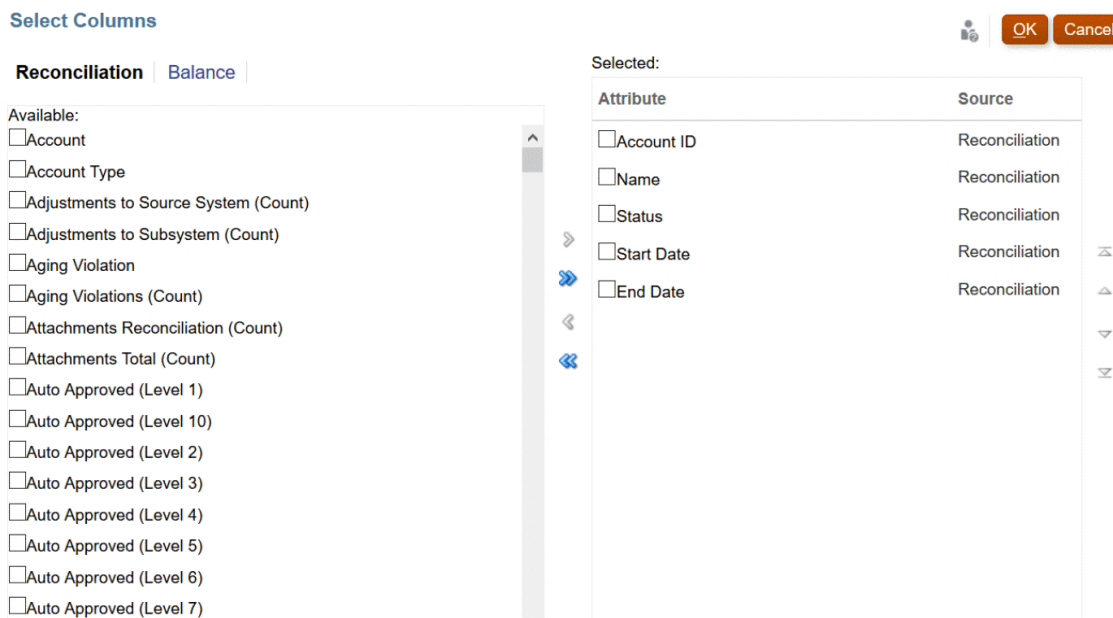 Select Columns
OK
Cancel
Reconciliation
Balance
Available:
Account
Account Type
Adjustments to Source System (Count)
Adjustments to Subsystem (Count)
Aging Violation
Aging Violations (Count)
Attachments Reconciliation (Count)
Attachments Total (Count)
Auto Approved (Level 1)
Auto Approved (Level 10)
Auto Approved (Level 2)
Auto Approved (Level 3)
Auto Approved (Level 4)
Auto Approved (Level 5)
Auto Approved (Level 6)
Auto Approved (Level 7)
Selected:
Attribute Source
Account ID Reconciliation
Name Reconciliation
Status Reconciliation
Start Date Reconciliation
End Date Reconciliation